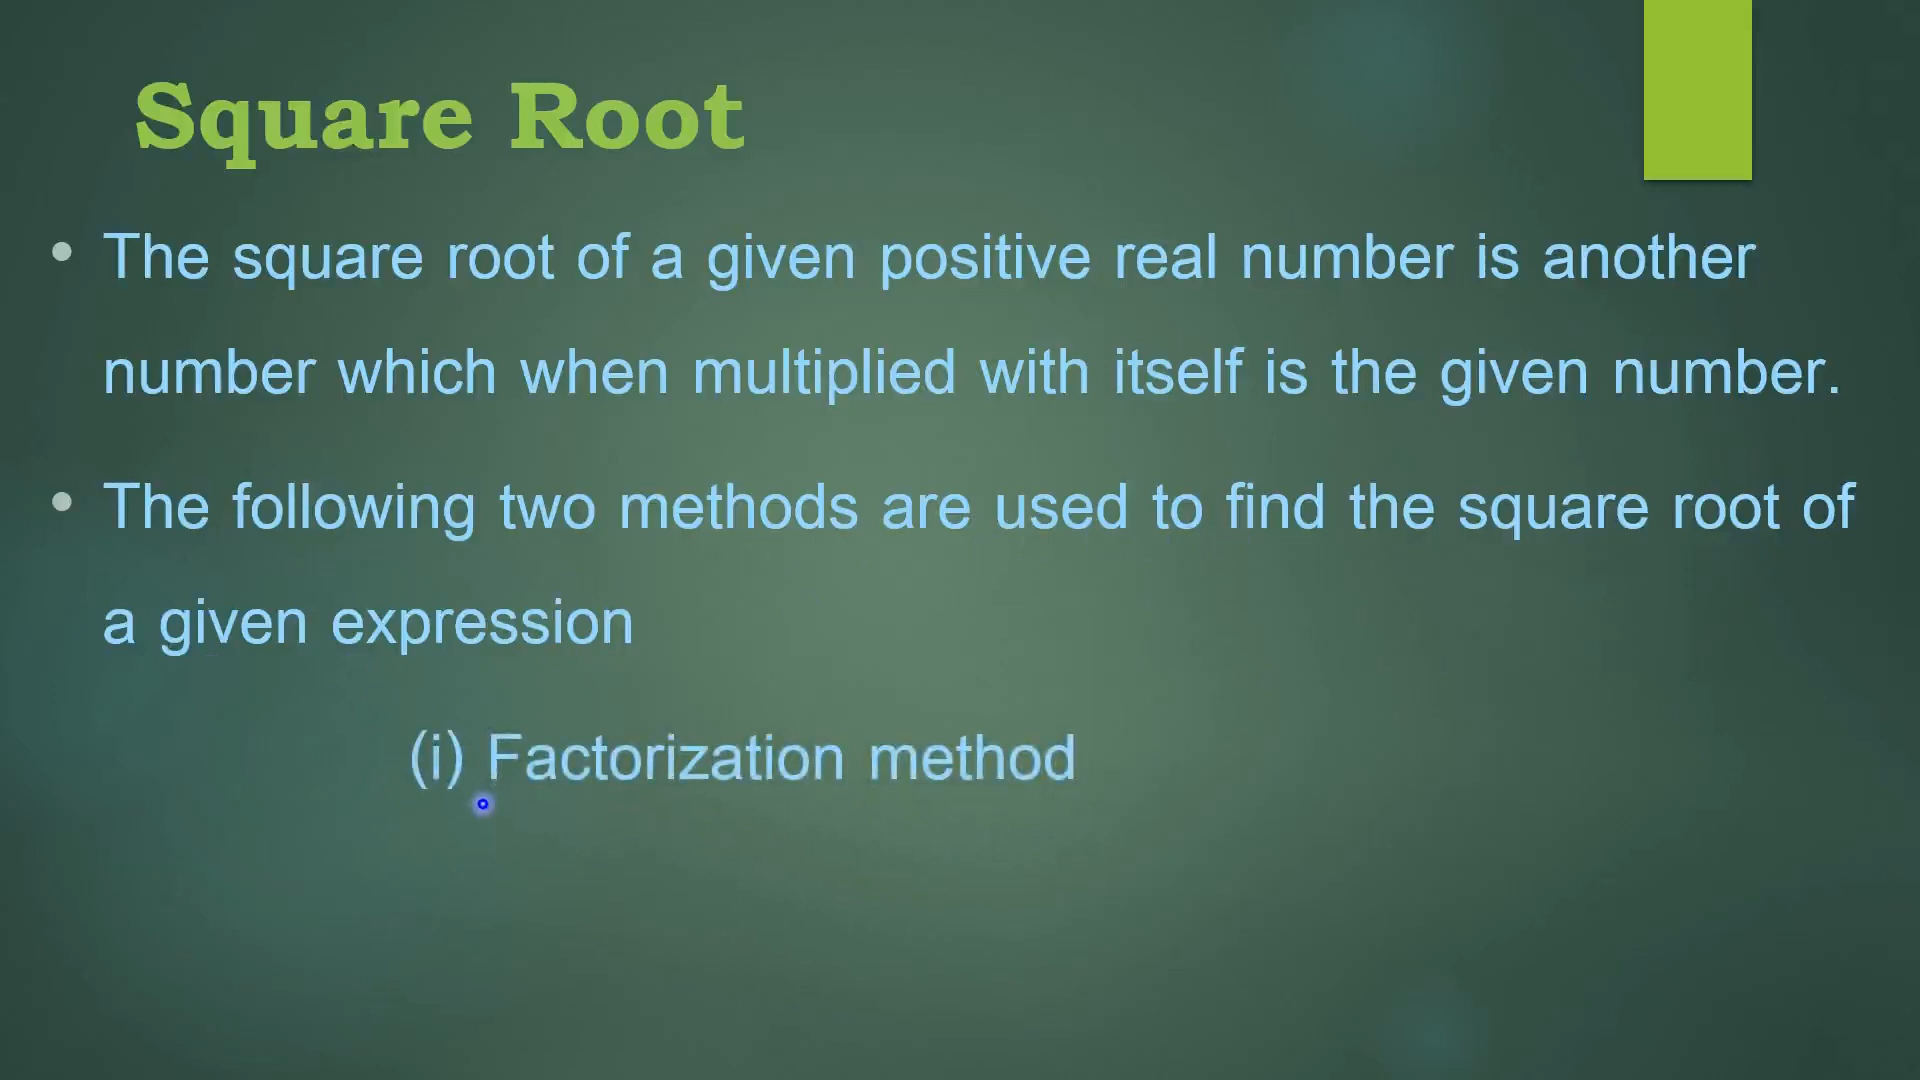 Square Root
• The square root of a given positive real number is another
number which when multiplied with itself is the given number.
• The following two methods are used to find the square root of
a given expression
(i) Factorization method